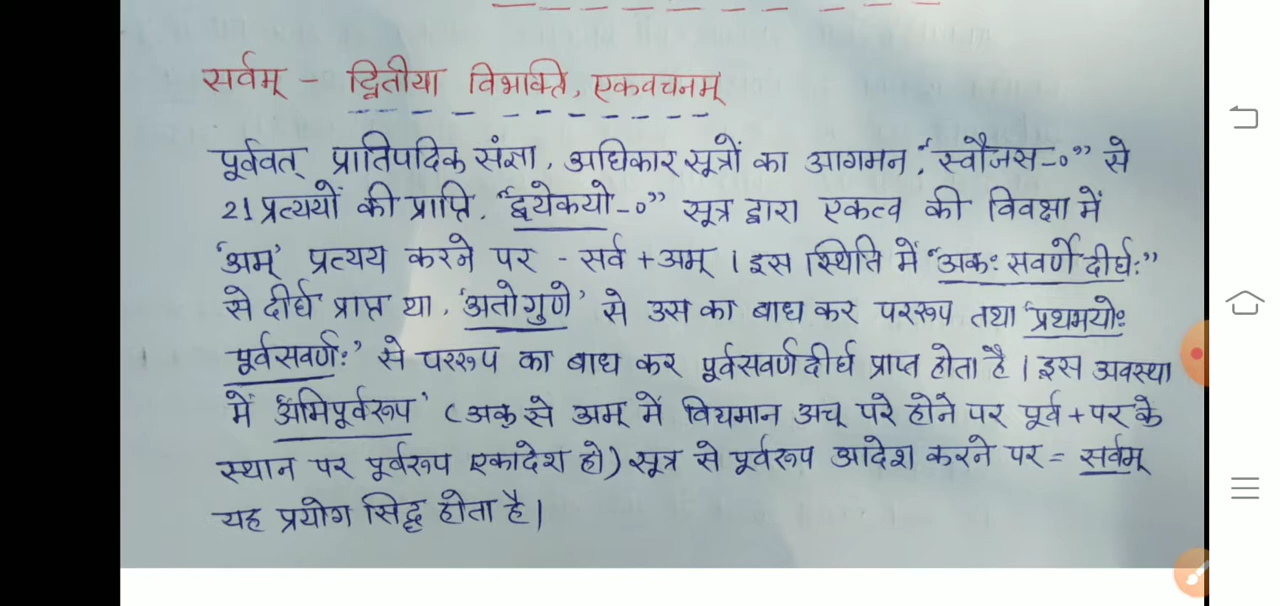 सर्वम् - द्वितीया विभक्ति, एकवचनम्
पूर्ववत् प्रातिपदिक संज्ञा, अधिकार सूत्रों का आगमन, "स्वौजस-०" से
21 प्रत्ययों की प्राप्ति, "द्वयेकयो-०" सूत्र द्वारा एकत्व की विवक्षा में
'अम्' प्रत्यय करने पर - सर्व + अम् । इस स्थिति में "अकः सवर्णे दीर्घः"
से दीर्घ प्राप्त था, 'अतोगुणे' से उस का बाध कर पररूप तथा 'प्रथमयोः
पूर्वसवर्णः' से पररूप का बाध कर पूर्वसवर्णदीर्घ प्राप्त होता है । इस अवस्था
में 'अमिपूर्वरूप' (अक् से अम् में विद्यमान अच् परे होने पर पूर्व + पर के
स्थान पर पूर्वरूप एकादेश हो) सूत्र से पूर्वरूप आदेश करने पर = सर्वम्
यह प्रयोग सिद्ध होता है ।